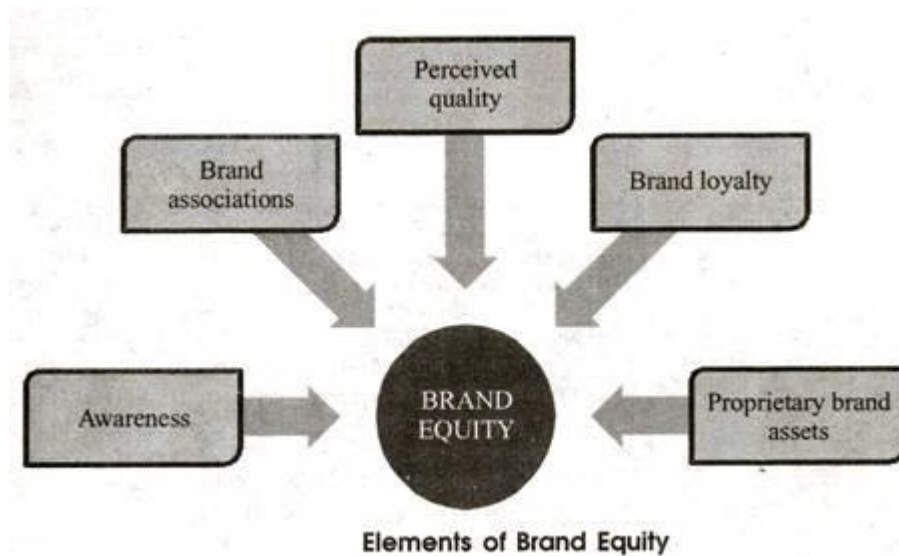 Perceived
quality
Brand
associations
Brand loyalty
Awareness
BRAND
EQUITY
Proprietary brand
assets
Elements of Brand Equity